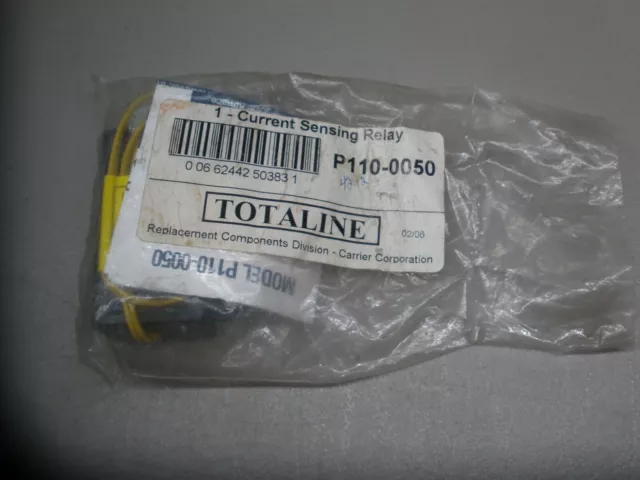 1 - Current Sensing Relay
P110-0050
0 06 62442 50383 1
TOTALINE
02/08
Replacement Components Division - Carrier Corporation
MODEL P110-0050